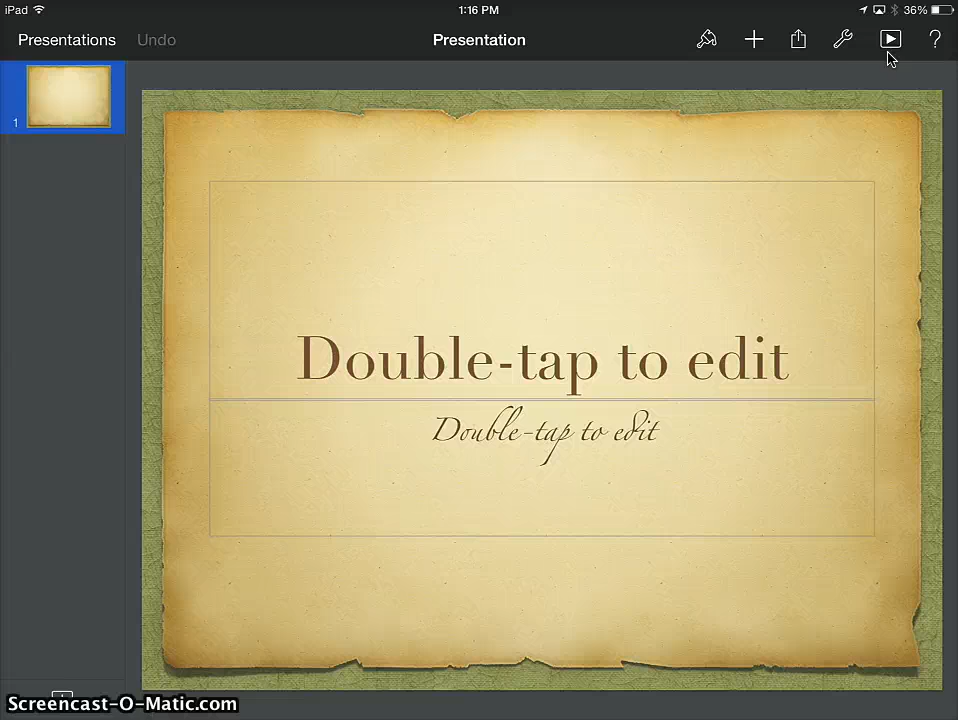 iPad 1:16 PM 36%
Presentations Undo Presentation ?
1
Double-tap to edit
Double-tap to edit
Screencast-O-Matic.com